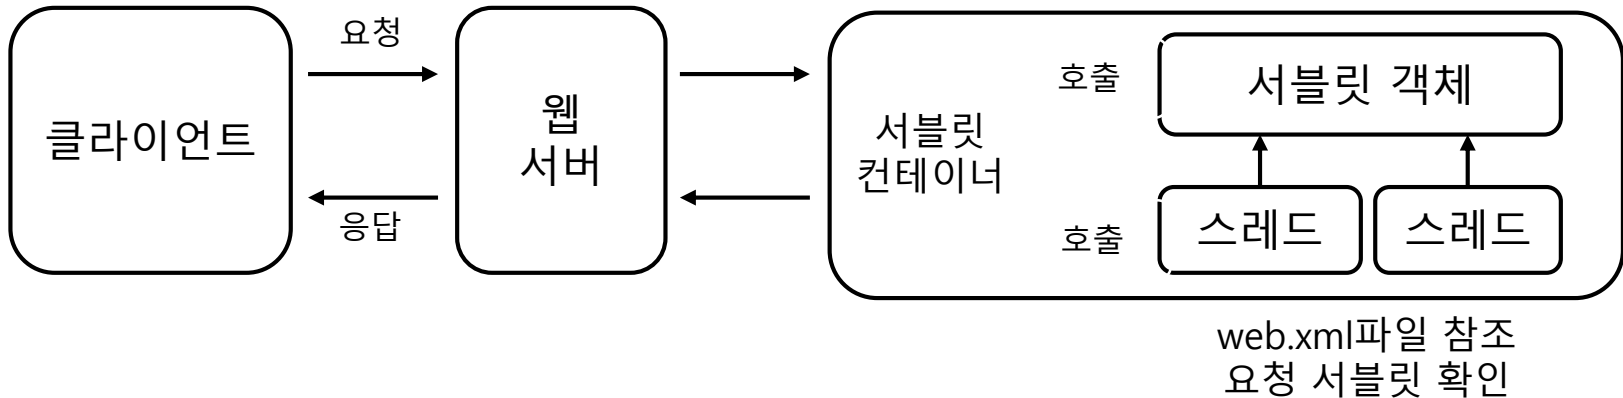 요청
클라이언트
응답
웹
서버
서블릿
컨테이너
호출
서블릿 객체
호출
스레드
스레드
web.xml파일 참조
요청 서블릿 확인